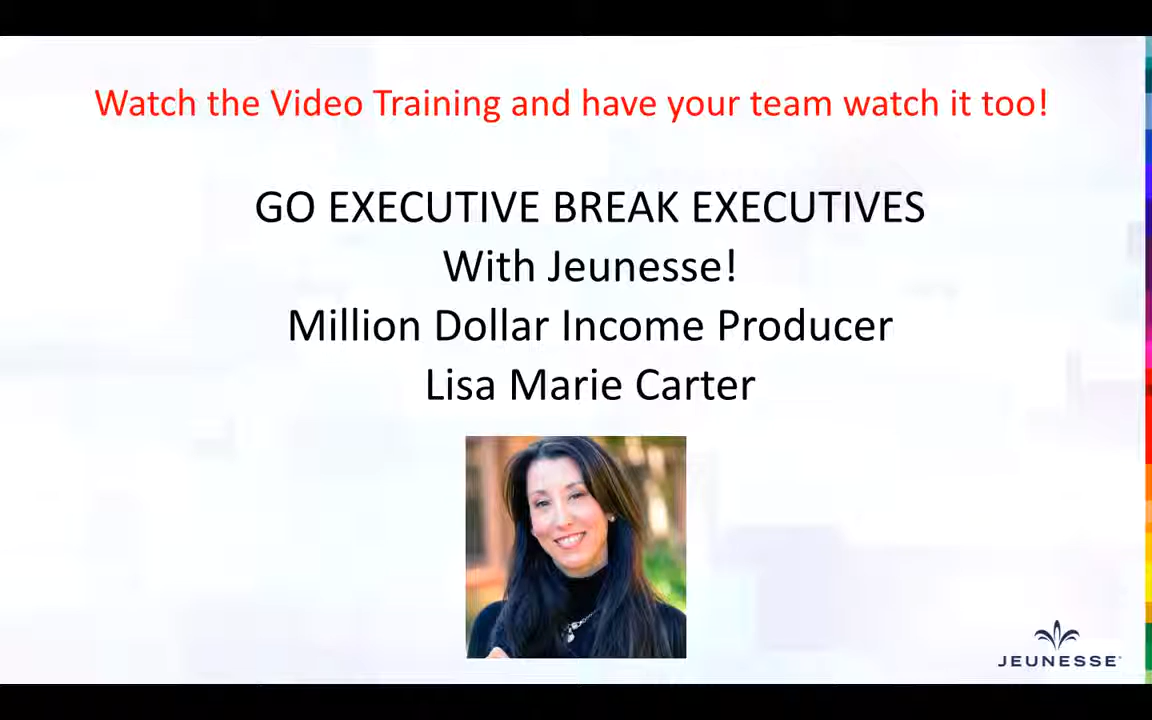 Watch the Video Training and have your team watch it too!
GO EXECUTIVE BREAK EXECUTIVES
With Jeunesse!
Million Dollar Income Producer
Lisa Marie Carter
JEUNESSE